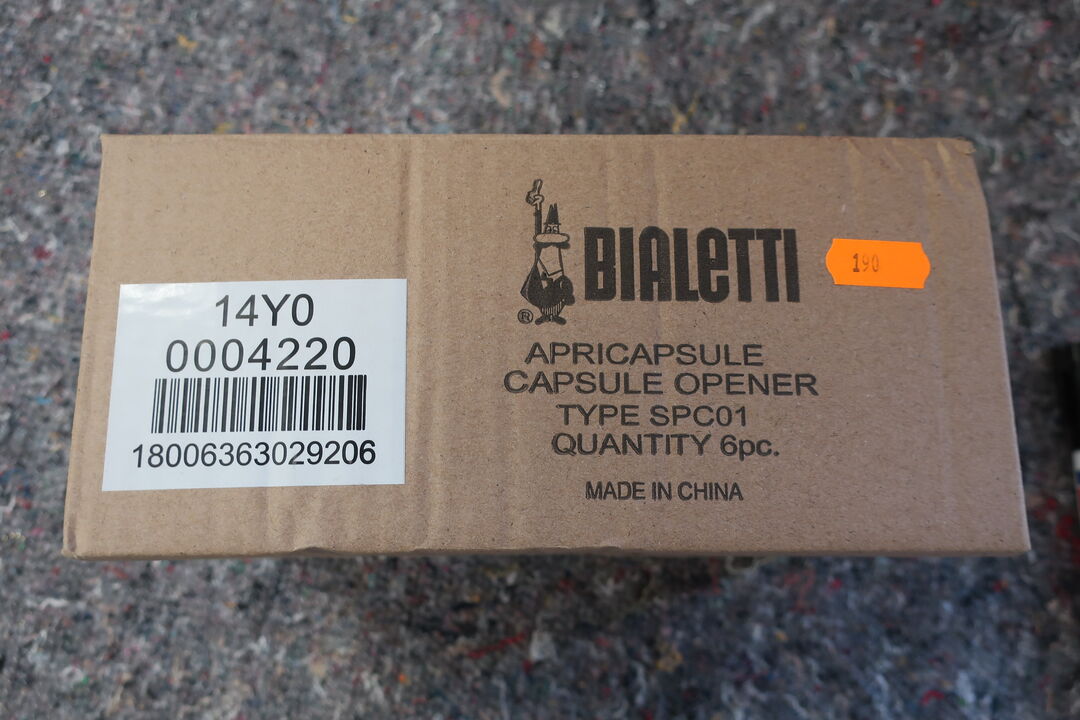 14Y0
0004220
18006363029206
®
BIALETTI
APRICAPSULE
CAPSULE OPENER
TYPE SPC01
QUANTITY 6pc.
MADE IN CHINA
190